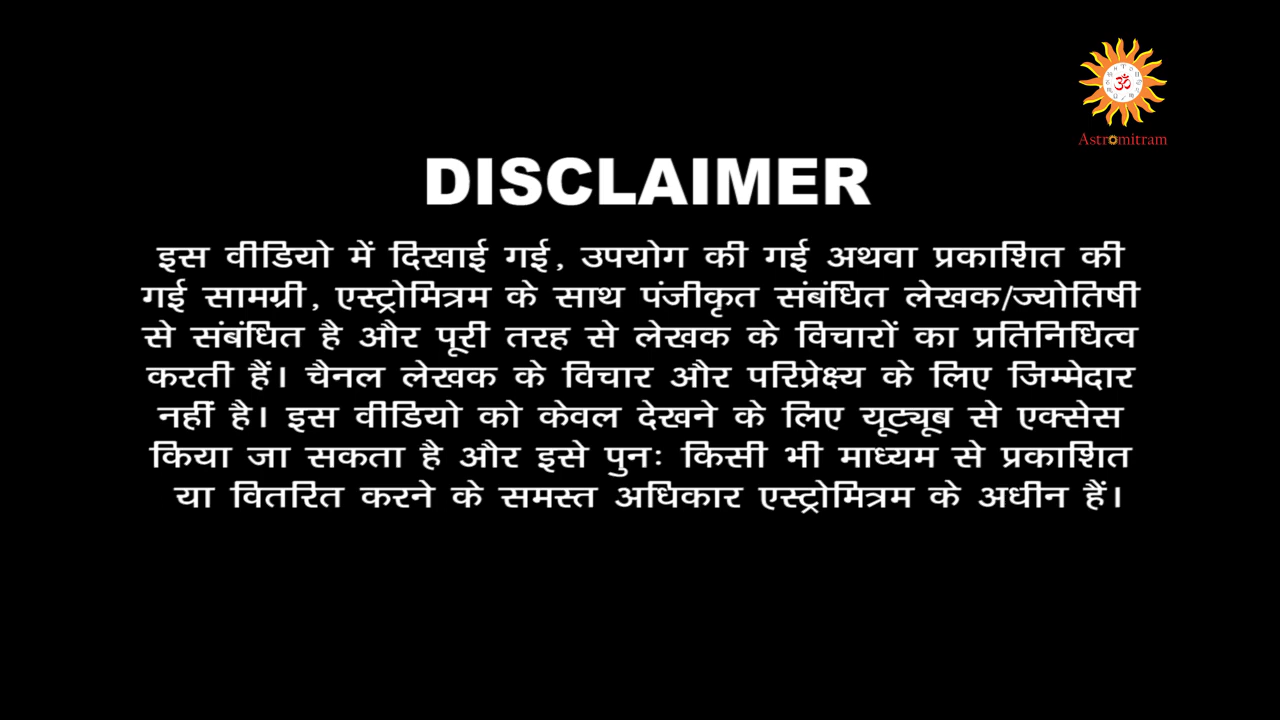 ॐ
Astromitram
DISCLAIMER
इस वीडियो में दिखाई गई, उपयोग की गई अथवा प्रकाशित की
गई सामग्री, एस्ट्रोमित्रम के साथ पंजीकृत संबंधित लेखक/ज्योतिषी
से संबंधित है और पूरी तरह से लेखक के विचारों का प्रतिनिधित्व
करती हैं। चैनल लेखक के विचार और परिप्रेक्ष्य के लिए जिम्मेदार
नहीं है। इस वीडियो को केवल देखने के लिए यूट्यूब से एक्सेस
किया जा सकता है और इसे पुनः किसी भी माध्यम से प्रकाशित
या वितरित करने के समस्त अधिकार एस्ट्रोमित्रम के अधीन हैं।